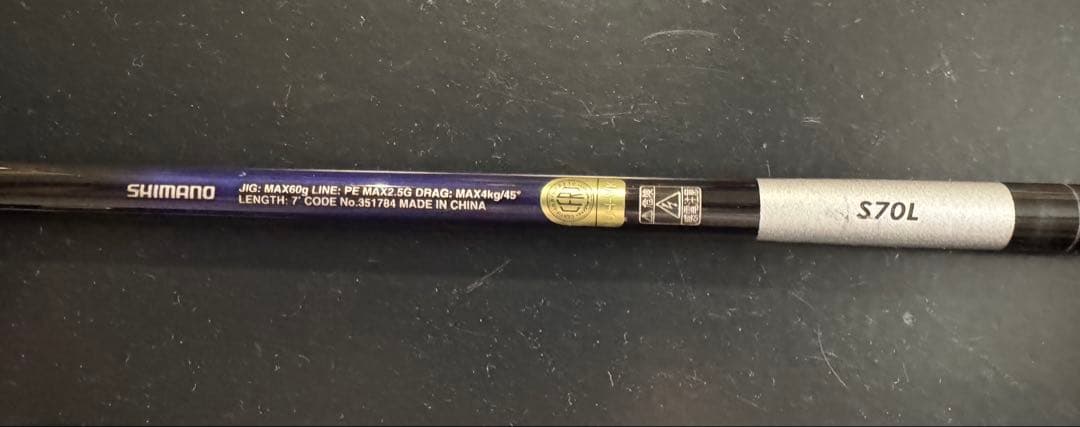 SHIMANO
JIG: MAX60g LINE: PE MAX2.5G DRAG: MAX4kg/45°
LENGTH: 7' CODE No.351784 MADE IN CHINA
S70L